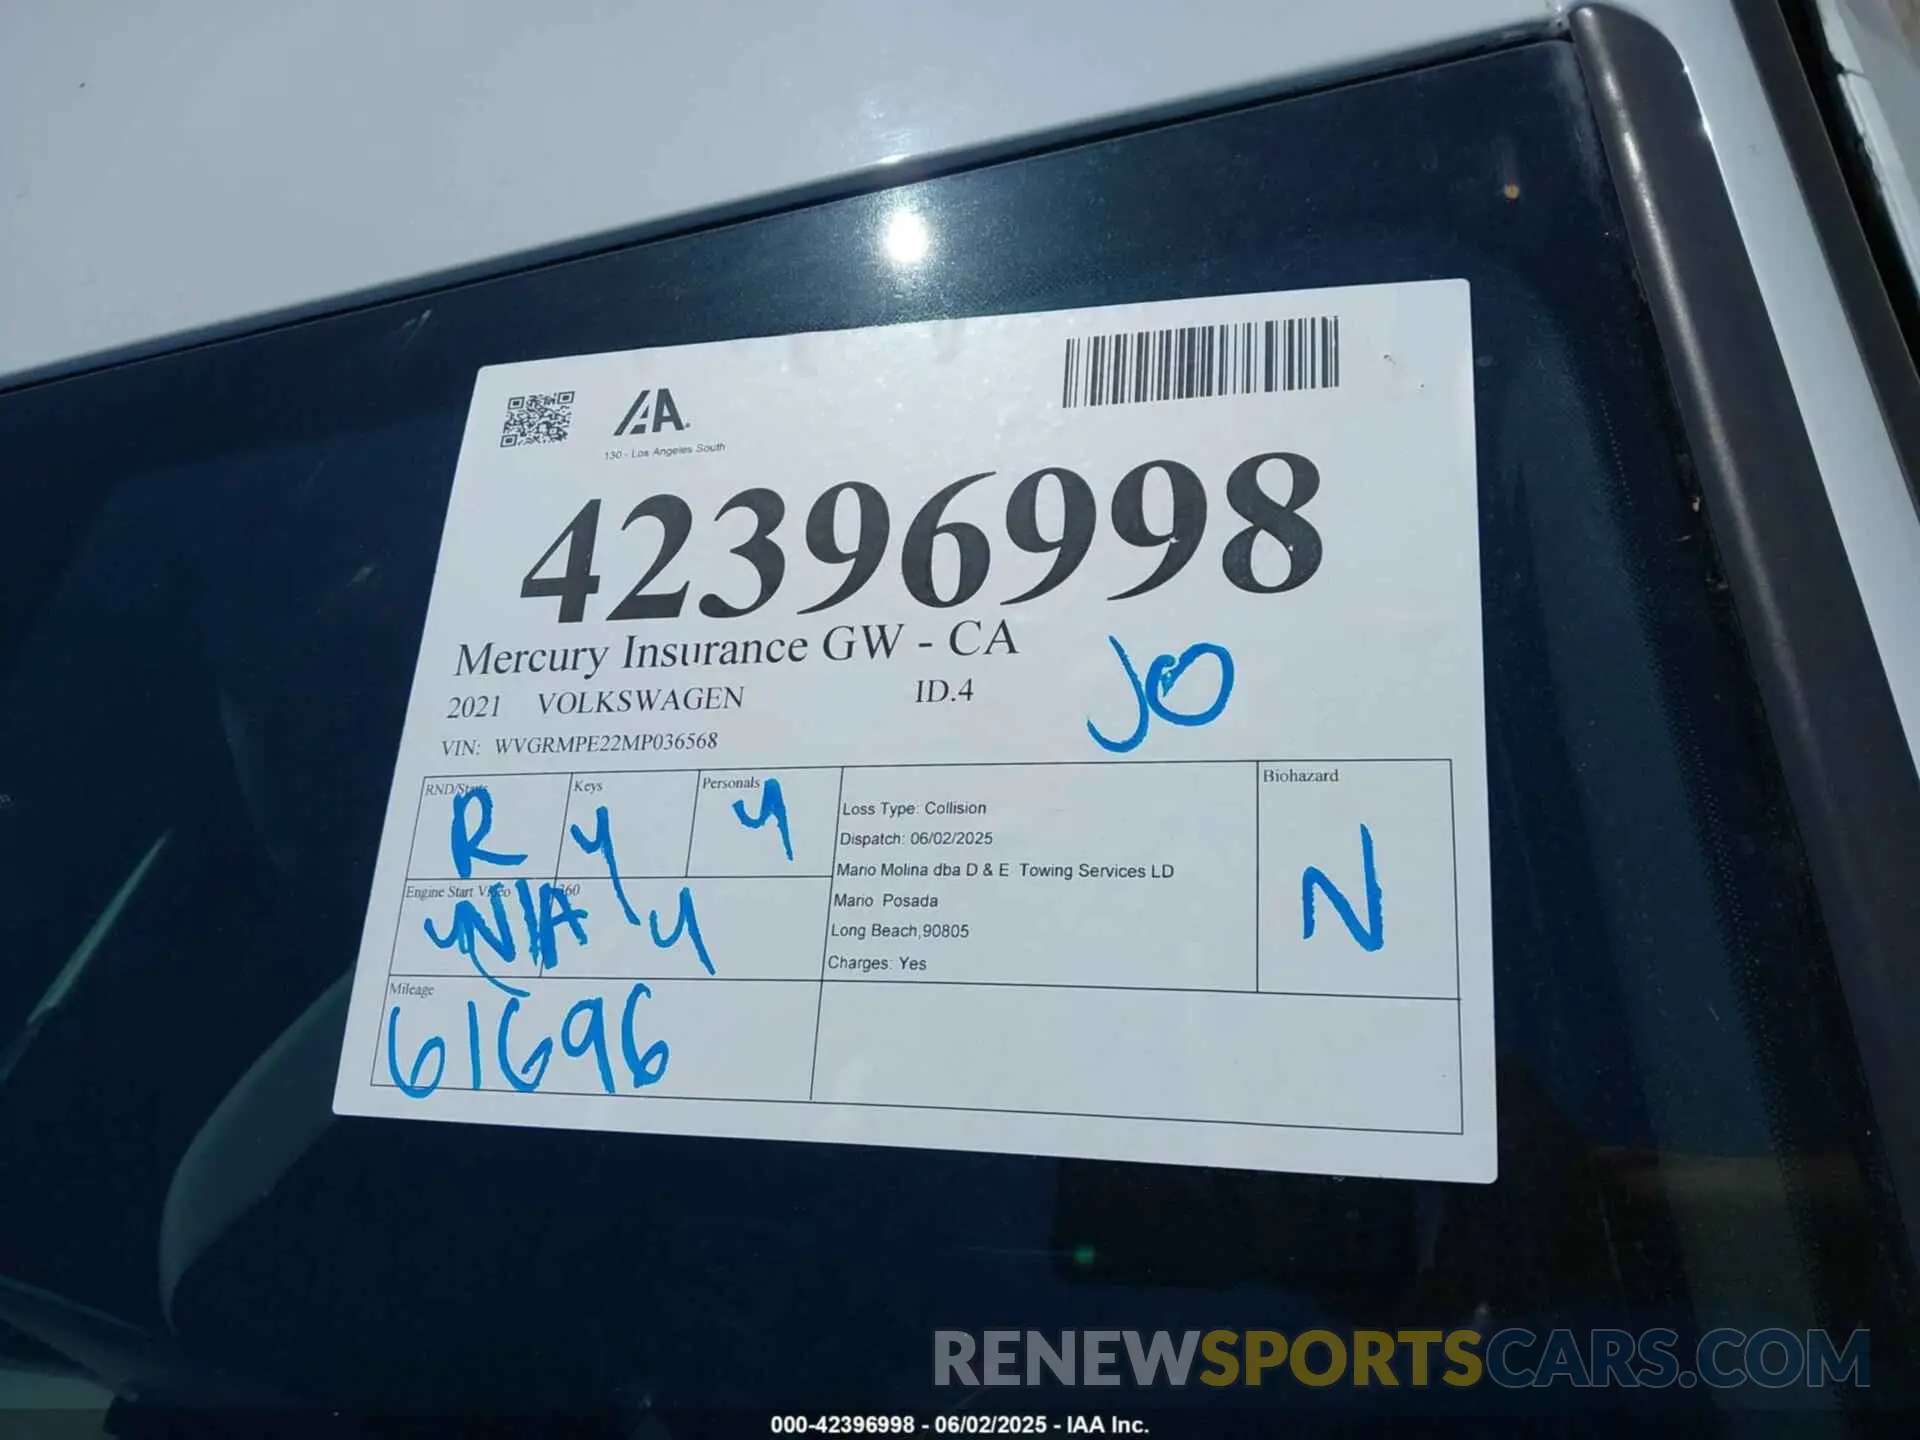 IAA.
130 - Los Angeles South
42396998
Mercury Insurance GW - CA
2021 VOLKSWAGEN ID.4
JO
VIN: WVGRMPE22MP036568
RND/Starts
R
Keys
y
Personals
y
Loss Type: Collision
Dispatch: 06/02/2025
Mario Molina dba D & E Towing Services LD
Mario Posada
Long Beach,90805
Charges: Yes
Biohazard
N
Engine Start Video
N/A
360
y
Mileage
61696
RENEWSPORTSCARS.COM
000-42396998 - 06/02/2025 - IAA Inc.